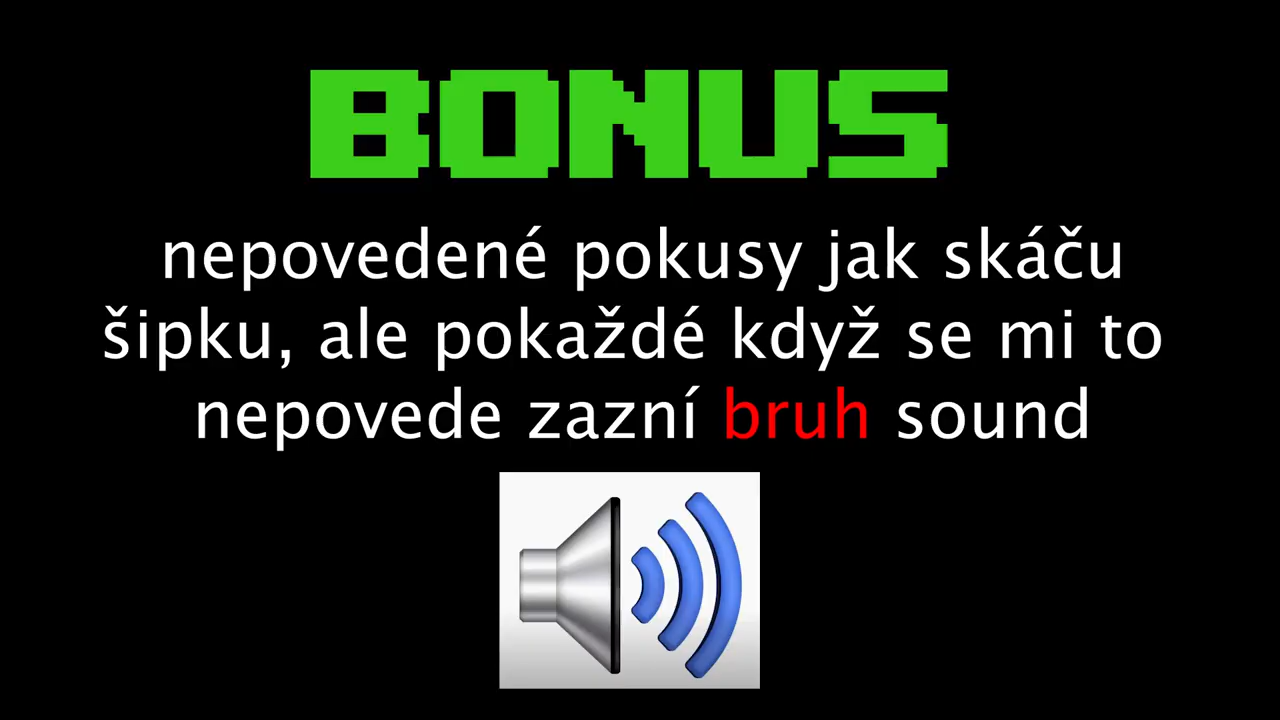 BONUS
nepovedené pokusy jak skáču
šipku, ale pokaždé když se mi to
nepovede zazní bruh sound